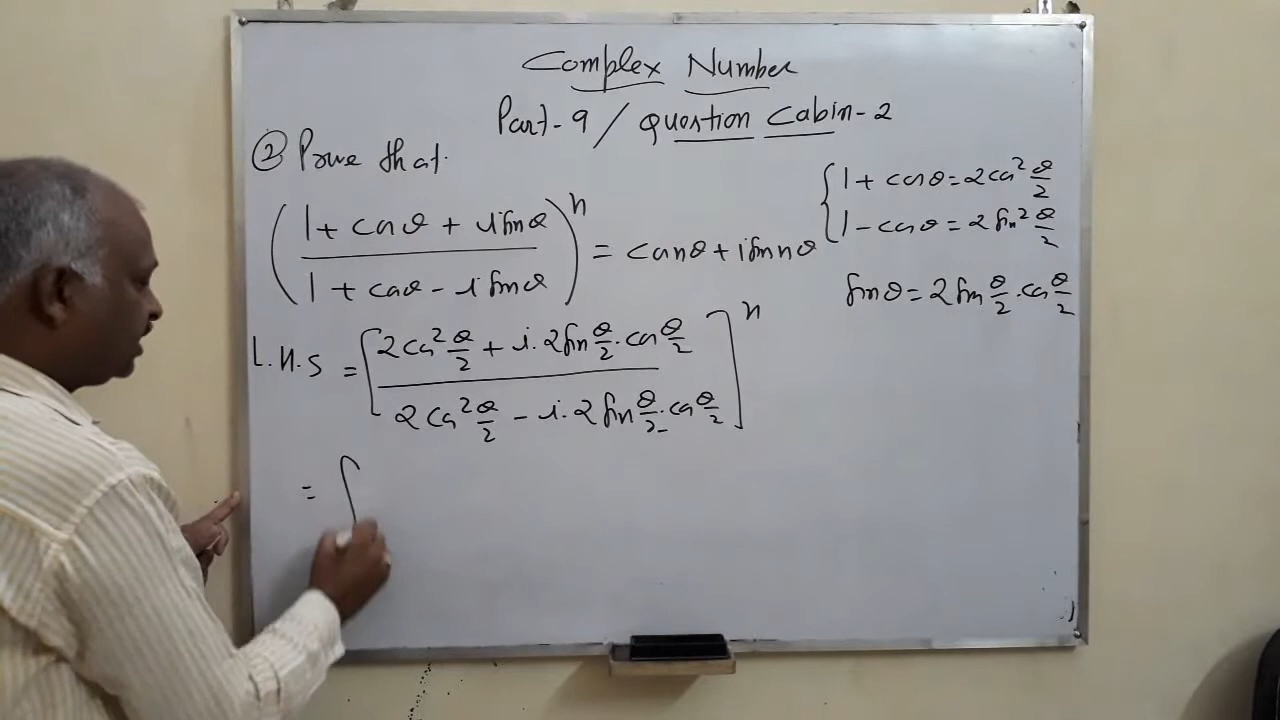 Complex Number
Part-9 / Question Cabin-2
② Prove that
(1 + cosθ + i sinθ / 1 + cosθ - i sinθ)ⁿ = cosnθ + i sin nθ
{1 + cosθ = 2cos² θ/2
1 - cosθ = 2 sin² θ/2
sinθ = 2 sin θ/2 . cos θ/2
L.H.S = [2cos² θ/2 + i. 2 sin θ/2 . cos θ/2 / 2cos² θ/2 - i. 2 sin θ/2 . cos θ/2]ⁿ
= [